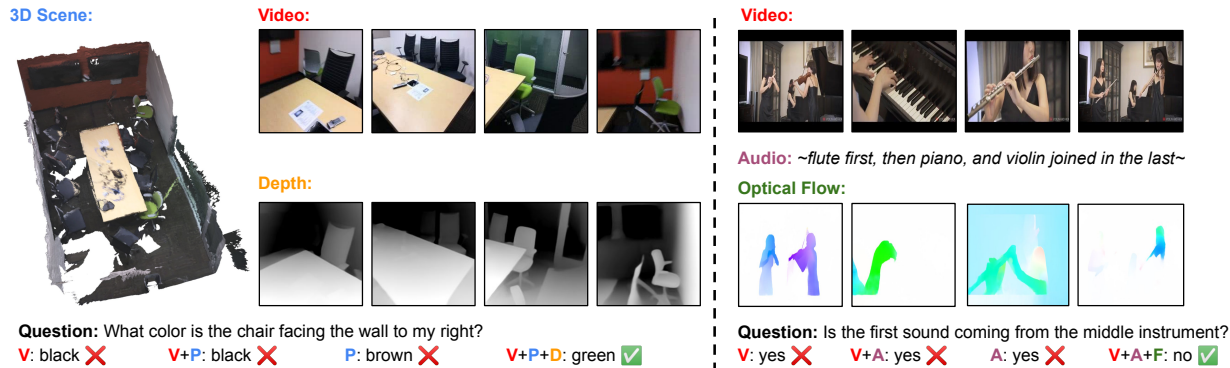 3D Scene:
Video:
Depth:
Question: What color is the chair facing the wall to my right?
V: black ❌ V+P: black ❌ P: brown ❌ V+P+D: green ✅
Video:
Audio: ~flute first, then piano, and violin joined in the last~
Optical Flow:
Question: Is the first sound coming from the middle instrument?
V: yes ❌ V+A: yes ❌ A: yes ❌ V+A+F: no ✅